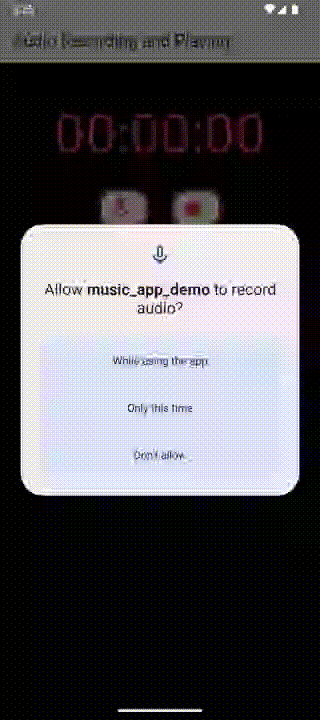 Audio Recording and Playing
00:00:00
Allow music_app_demo to record
audio?
While using the app
Only this time
Don't allow